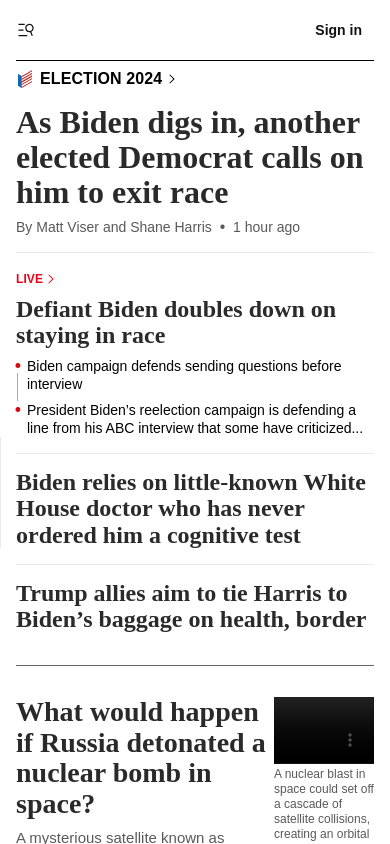 Sign in
ELECTION 2024
As Biden digs in, another
elected Democrat calls on
him to exit race
By Matt Viser and Shane Harris • 1 hour ago
LIVE
Defiant Biden doubles down on
staying in race
Biden campaign defends sending questions before
interview
President Biden’s reelection campaign is defending a
line from his ABC interview that some have criticized...
Biden relies on little-known White
House doctor who has never
ordered him a cognitive test
Trump allies aim to tie Harris to
Biden’s baggage on health, border
What would happen
if Russia detonated a
nuclear bomb in
space?
A mysterious satellite known as
A nuclear blast in
space could set off
a cascade of
satellite collisions,
creating an orbital